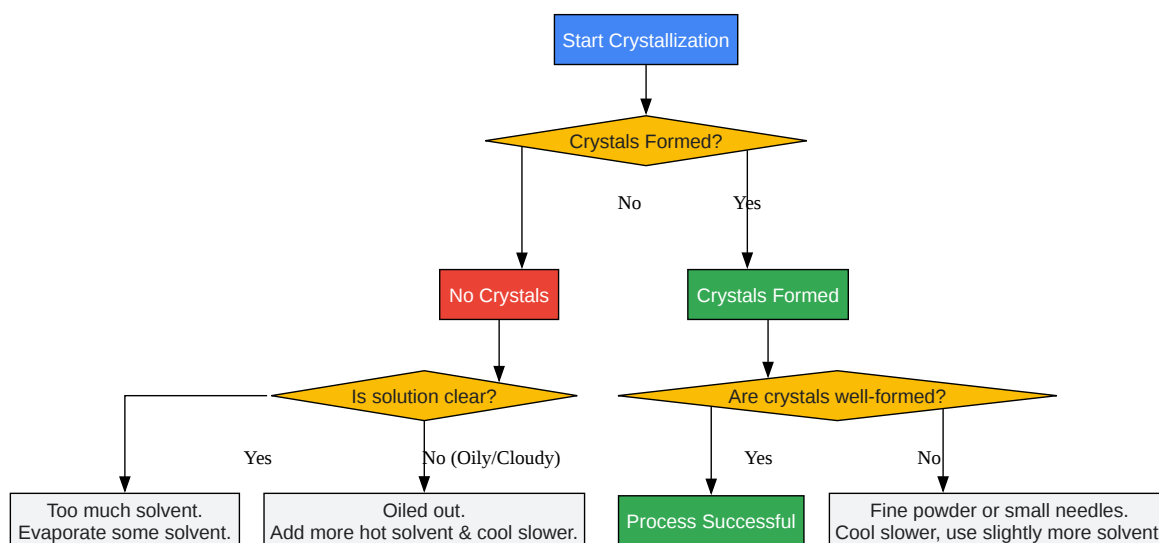 Start Crystallization
Crystals Formed?
No
Yes
No Crystals
Crystals Formed
Is solution clear?
Are crystals well-formed?
Yes
No (Oily/Cloudy)
Yes
No
Too much solvent.
Evaporate some solvent.
Oiled out.
Add more hot solvent & cool slower.
Process Successful
Fine powder or small needles.
Cool slower, use slightly more solvent